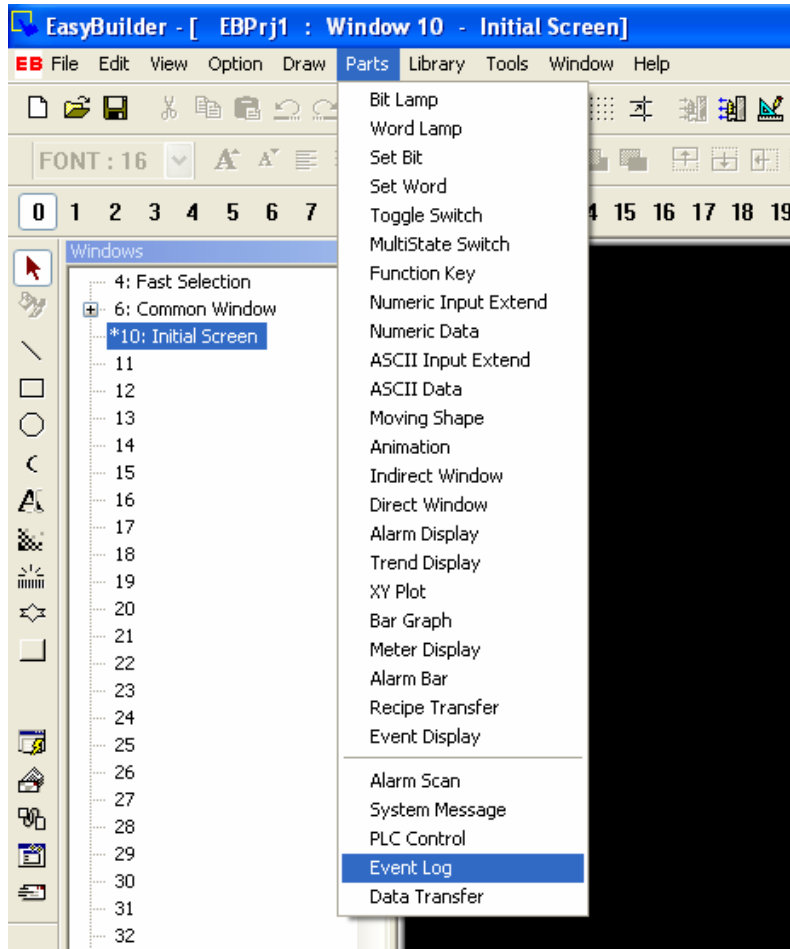 EasyBuilder - [ EBPrj1 : Window 10 - Initial Screen]
EB File Edit View Option Draw Parts Library Tools Window Help
FONT : 16
0 1 2 3 4 5 6 7 15 16 17 18 19
Windows
4: Fast Selection
6: Common Window
*10: Initial Screen
11
12
13
14
15
16
17
18
19
20
21
22
23
24
25
26
27
28
29
30
31
32
Bit Lamp
Word Lamp
Set Bit
Set Word
Toggle Switch
MultiState Switch
Function Key
Numeric Input Extend
Numeric Data
ASCII Input Extend
ASCII Data
Moving Shape
Animation
Indirect Window
Direct Window
Alarm Display
Trend Display
XY Plot
Bar Graph
Meter Display
Alarm Bar
Recipe Transfer
Event Display
Alarm Scan
System Message
PLC Control
Event Log
Data Transfer